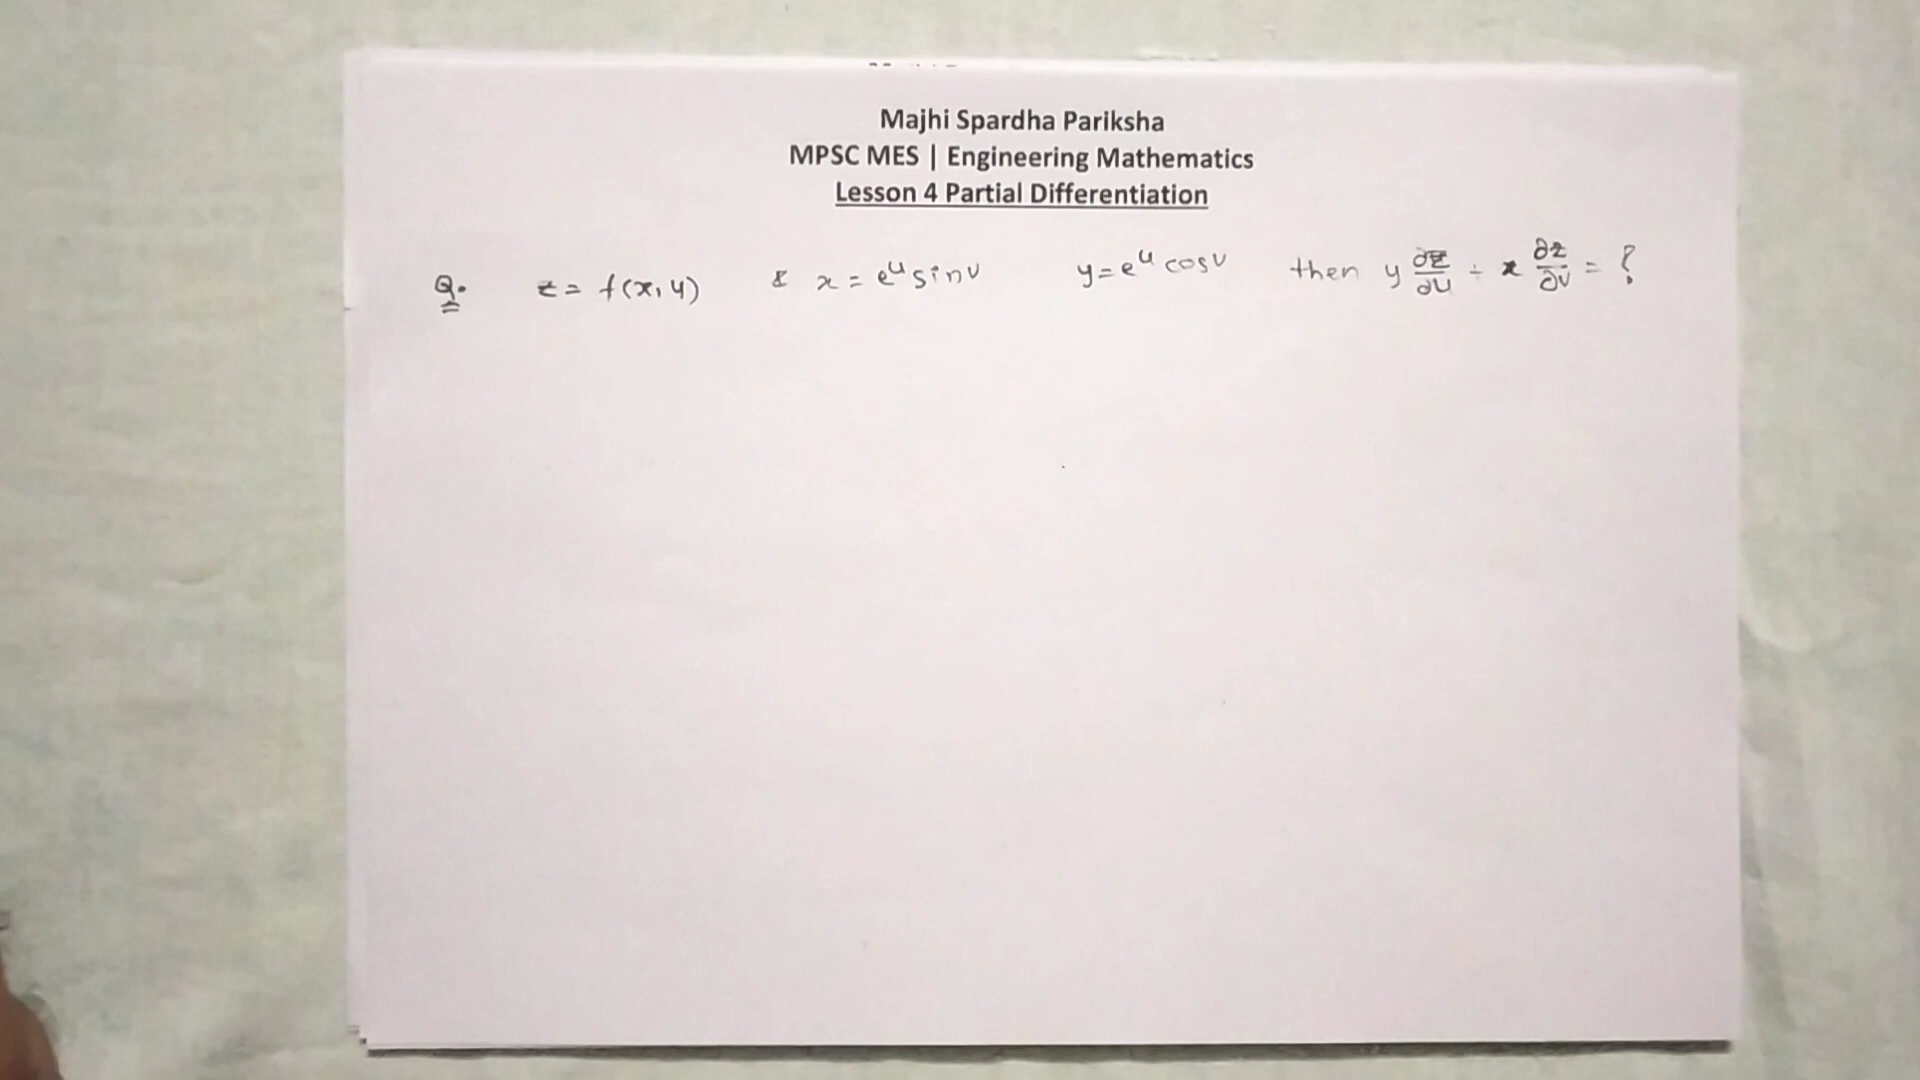 Majhi Spardha Pariksha
MPSC MES | Engineering Mathematics
Lesson 4 Partial Differentiation
Q. z = f(x, y) & x = e^u sin v y = e^u cos v then y ∂z/∂u ÷ x ∂z/∂v = ?